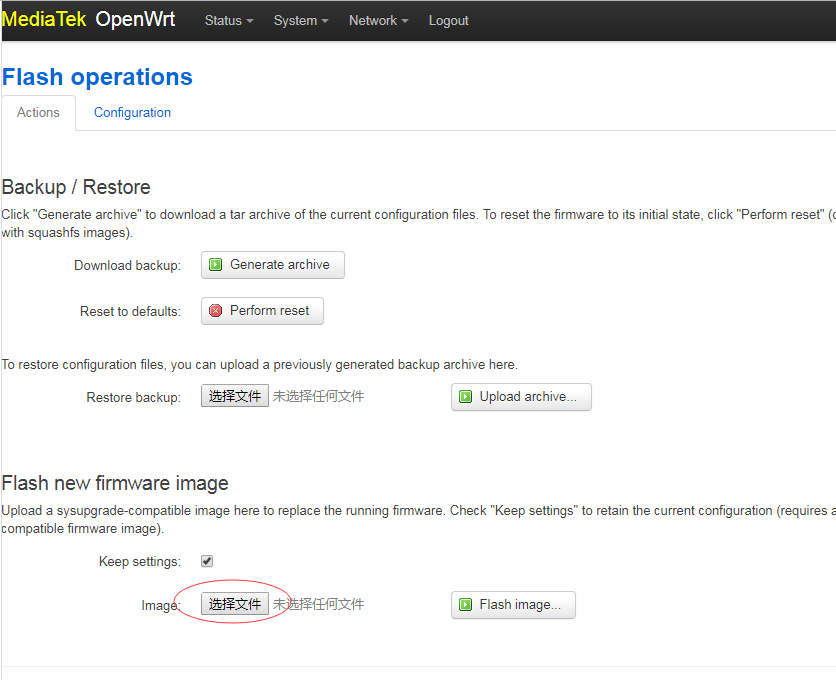 MediaTek OpenWrt Status System Network Logout
Flash operations
Actions Configuration
Backup / Restore
Click "Generate archive" to download a tar archive of the current configuration files. To reset the firmware to its initial state, click "Perform reset" (
with squashfs images).
Download backup: Generate archive
Reset to defaults: Perform reset
To restore configuration files, you can upload a previously generated backup archive here.
Restore backup: 选择文件 未选择任何文件 Upload archive...
Flash new firmware image
Upload a sysupgrade-compatible image here to replace the running firmware. Check "Keep settings" to retain the current configuration (requires a
compatible firmware image).
Keep settings:
Image: 选择文件 未选择任何文件 Flash image...